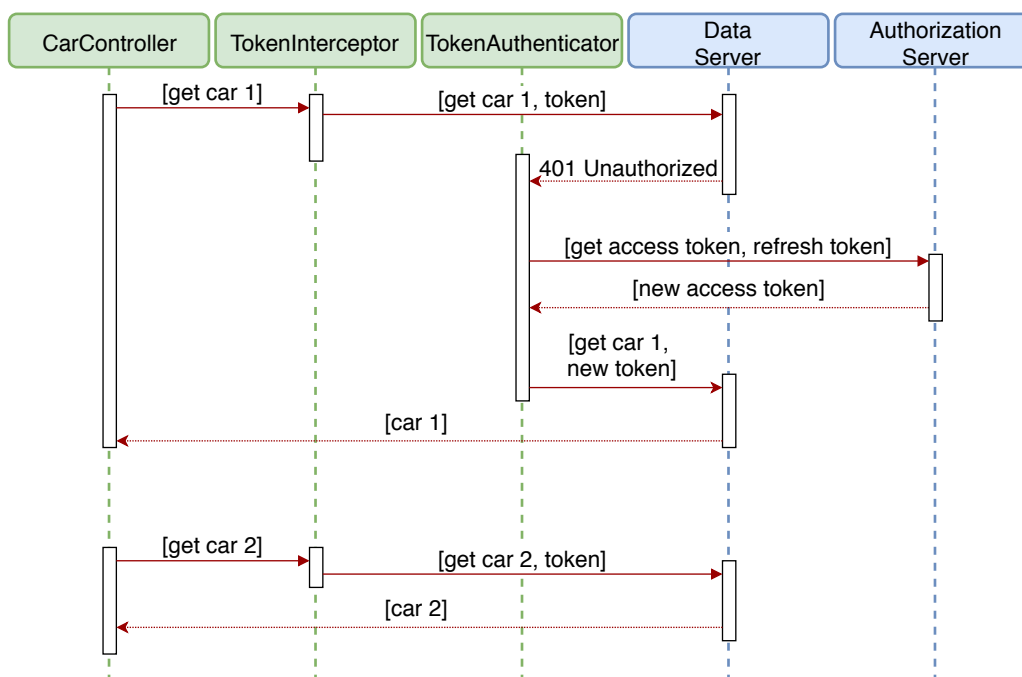 CarController
TokenInterceptor
TokenAuthenticator
Data
Server
Authorization
Server
[get car 1]
[get car 1, token]
401 Unauthorized
[get access token, refresh token]
[new access token]
[get car 1,
new token]
[car 1]
[get car 2]
[get car 2, token]
[car 2]